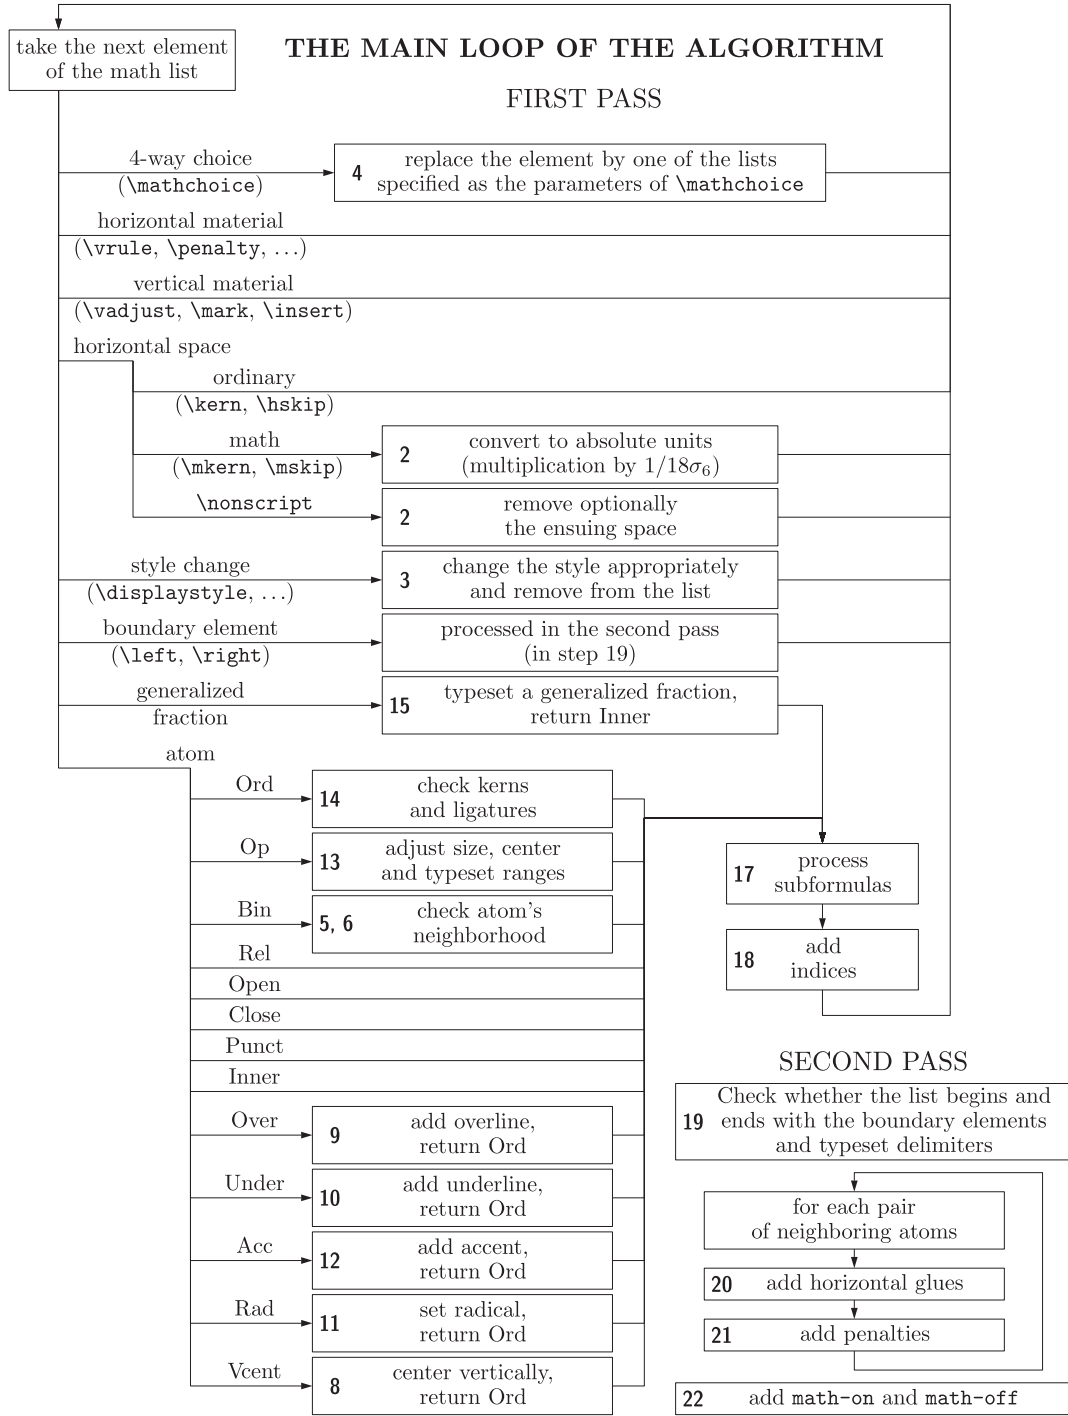 take the next element
of the math list
THE MAIN LOOP OF THE ALGORITHM
FIRST PASS
4-way choice
(\mathchoice)
4
replace the element by one of the lists
specified as the parameters of \mathchoice
horizontal material
(\vrule, \penalty, ...)
vertical material
(\vadjust, \mark, \insert)
horizontal space
ordinary
(\kern, \hskip)
math
(\mkern, \mskip)
2
convert to absolute units
(multiplication by 1/18σ₆)
\nonscript
2
remove optionally
the ensuing space
style change
(\displaystyle, ...)
3
change the style appropriately
and remove from the list
boundary element
(\left, \right)
processed in the second pass
(in step 19)
generalized
fraction
15
typeset a generalized fraction,
return Inner
atom
Ord
14
check kerns
and ligatures
Op
13
adjust size, center
and typeset ranges
Bin
5, 6
check atom's
neighborhood
Rel
Open
Close
Punct
Inner
Over
9
add overline,
return Ord
Under
10
add underline,
return Ord
Acc
12
add accent,
return Ord
Rad
11
set radical,
return Ord
Vcent
8
center vertically,
return Ord
17
process
subformulas
18
add
indices
SECOND PASS
19
Check whether the list begins and
ends with the boundary elements
and typeset delimiters
for each pair
of neighboring atoms
20 add horizontal glues
21 add penalties
22 add math-on and math-off